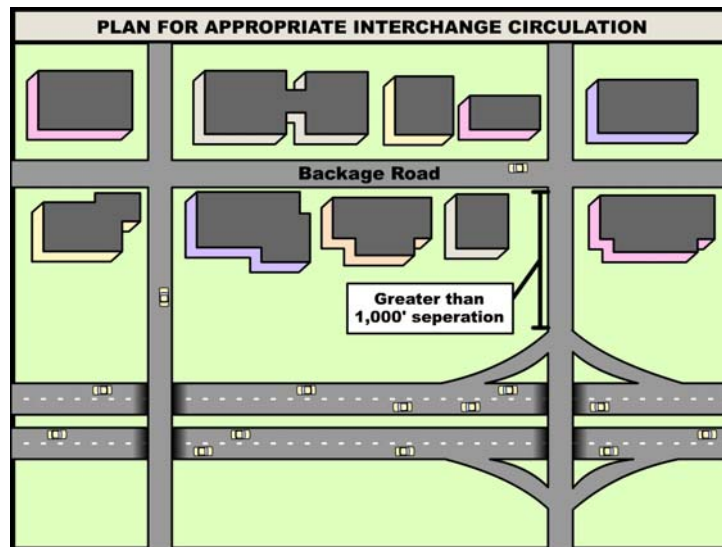 PLAN FOR APPROPRIATE INTERCHANGE CIRCULATION
Backage Road
Greater than
1,000' seperation